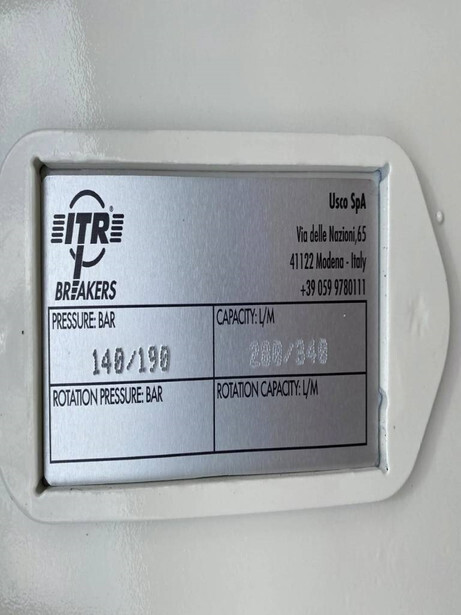 ITR®
BREAKERS
Usco SpA
Via delle Nazioni,65
41122 Modena - Italy
+39 059 9780111
PRESSURE: BAR
140/190
CAPACITY: L/M
280/340
ROTATION PRESSURE: BAR
ROTATION CAPACITY: L/M